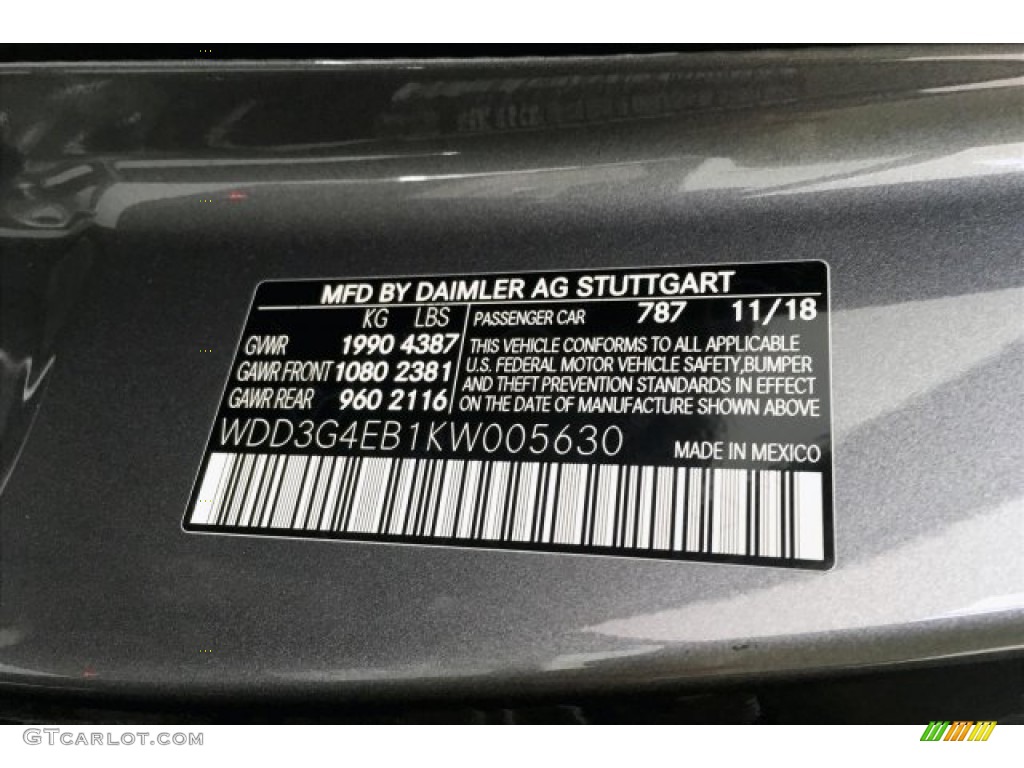 MFD BY DAIMLER AG STUTTGART
KG LBS PASSENGER CAR 787 11/18
GVWR 1990 4387
GAWR FRONT 1080 2381
GAWR REAR 960 2116
THIS VEHICLE CONFORMS TO ALL APPLICABLE
U.S. FEDERAL MOTOR VEHICLE SAFETY,BUMPER
AND THEFT PREVENTION STANDARDS IN EFFECT
ON THE DATE OF MANUFACTURE SHOWN ABOVE
WDD3G4EB1KW005630 MADE IN MEXICO
GTCARLOT.COM